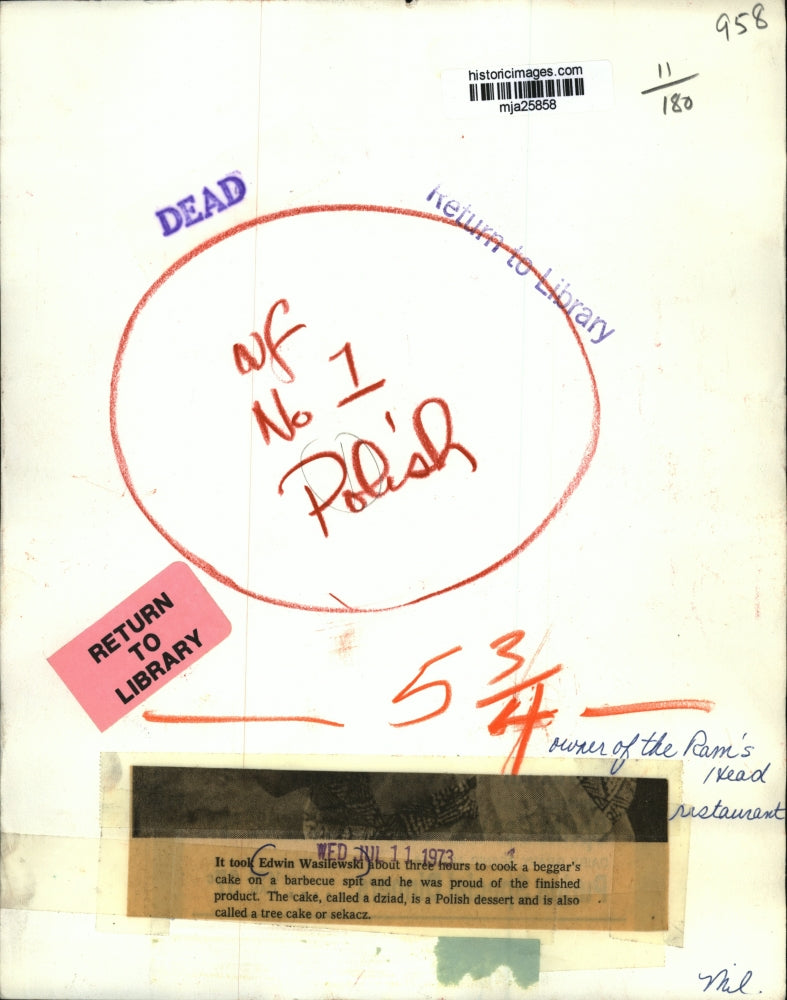 958
historicimages.com
mja25858
11
180
DEAD
Return to Library
wf
No 1
Polish
RETURN
TO
LIBRARY
5 3/4
owner of the Ram's
Head
restaurant
WED JUL 11 1973
It took Edwin Wasilewski about three hours to cook a beggar's
cake on a barbecue spit and he was proud of the finished
product. The cake, called a dziad, is a Polish dessert and is also
called a tree cake or sekacz.
Mil.